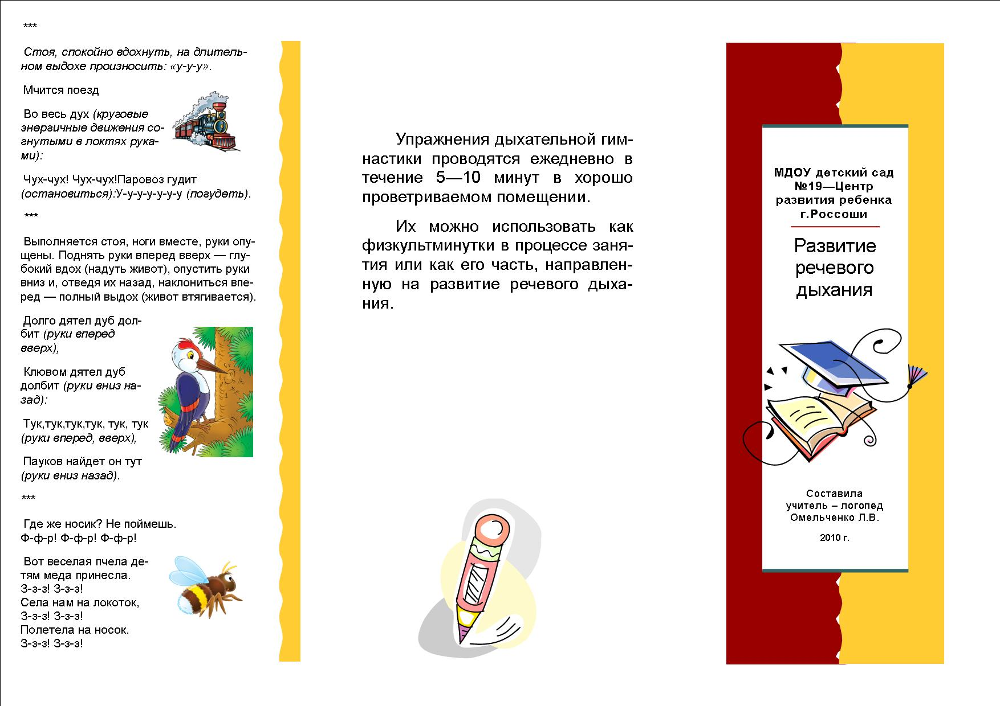 ***
Стоя, спокойно вдохнуть, на длитель-
ном выдохе произносить: «у-у-у».
Мчится поезд
Во весь дух (круговые
энергичные движения со-
гнутыми в локтях рука-
ми):
Чух-чух! Чух-чух!Паровоз гудит
(остановиться):У-у-у-у-у-у-у (погудеть).
***
Выполняется стоя, ноги вместе, руки опу-
щены. Поднять руки вперед вверх — глу-
бокий вдох (надуть живот), опустить руки
вниз и, отведя их назад, наклониться впе-
ред — полный выдох (живот втягивается).
Долго дятел дуб дол-
бит (руки вперед
вверх),
Клювом дятел дуб
долбит (руки вниз на-
зад):
Тук,тук,тук,тук, тук, тук
(руки вперед, вверх),
Пауков найдет он тут
(руки вниз назад).
***
Где же носик? Не поймешь.
Ф-ф-р! Ф-ф-р! Ф-ф-р!
Вот веселая пчела де-
тям меда принесла.
З-з-з! З-з-з!
Села нам на локоток,
З-з-з! З-з-з!
Полетела на носок.
З-з-з! З-з-з!
Упражнения дыхательной гим-
настики проводятся ежедневно в
течение 5—10 минут в хорошо
проветриваемом помещении.
Их можно использовать как
физкультминутки в процессе заня-
тия или как его часть, направлен-
ную на развитие речевого дыха-
ния.
МДОУ детский сад
№19—Центр
развития ребенка
г.Россоши
Развитие
речевого
дыхания
Составила
учитель – логопед
Омельченко Л.В.
2010 г.